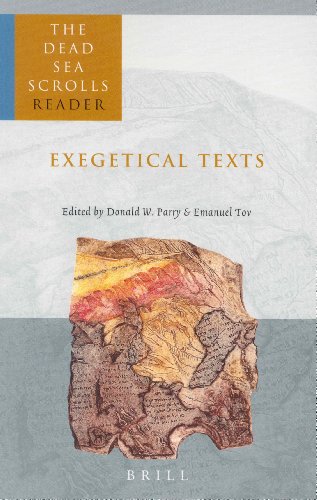 THE
DEAD
SEA
SCROLLS
READER
EXEGETICAL TEXTS
Edited by Donald W. Parry & Emanuel Tov
BRILL